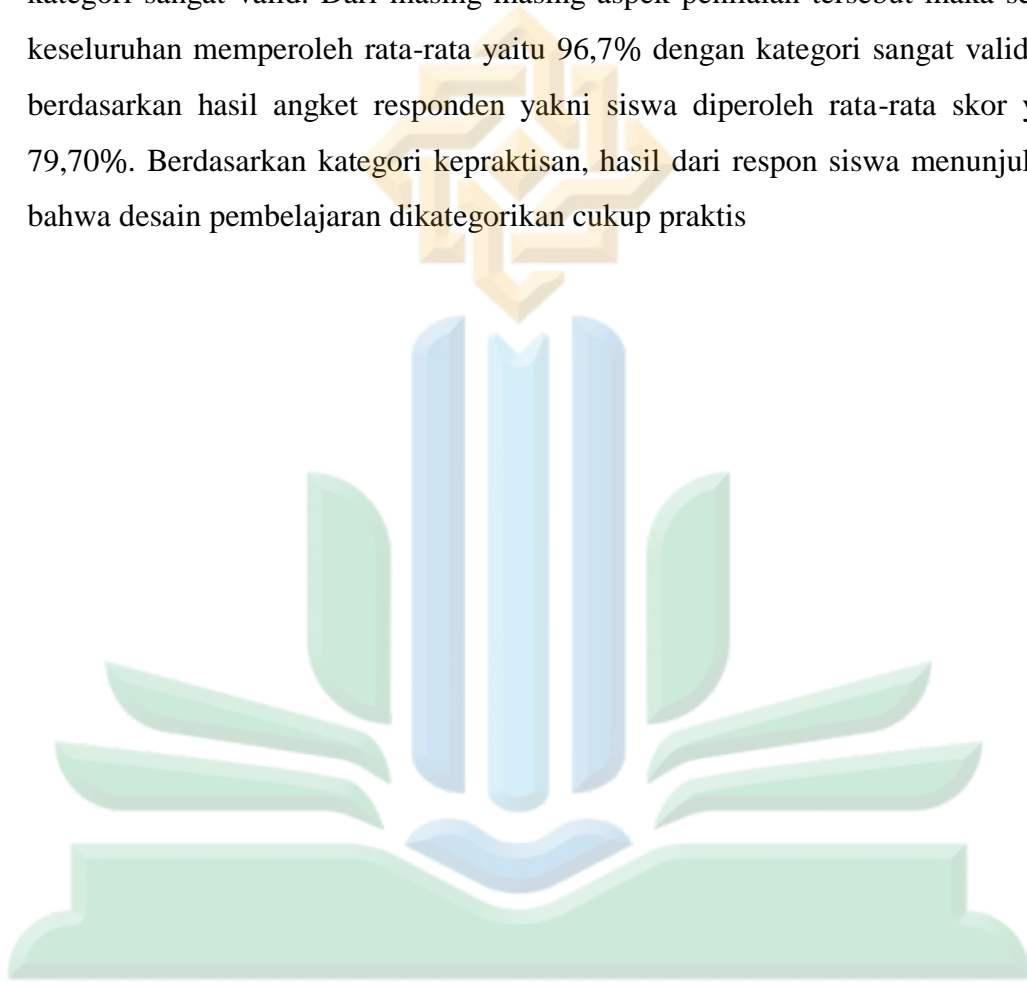 kategori sangat valid. Dari masing masing aspek penilaian tersebut maka se
keseluruhan memperoleh rata-rata yaitu 96,7% dengan kategori sangat valid
berdasarkan hasil angket responden yakni siswa diperoleh rata-rata skor y
79,70%. Berdasarkan kategori kepraktisan, hasil dari respon siswa menunjuk
bahwa desain pembelajaran dikategorikan cukup praktis